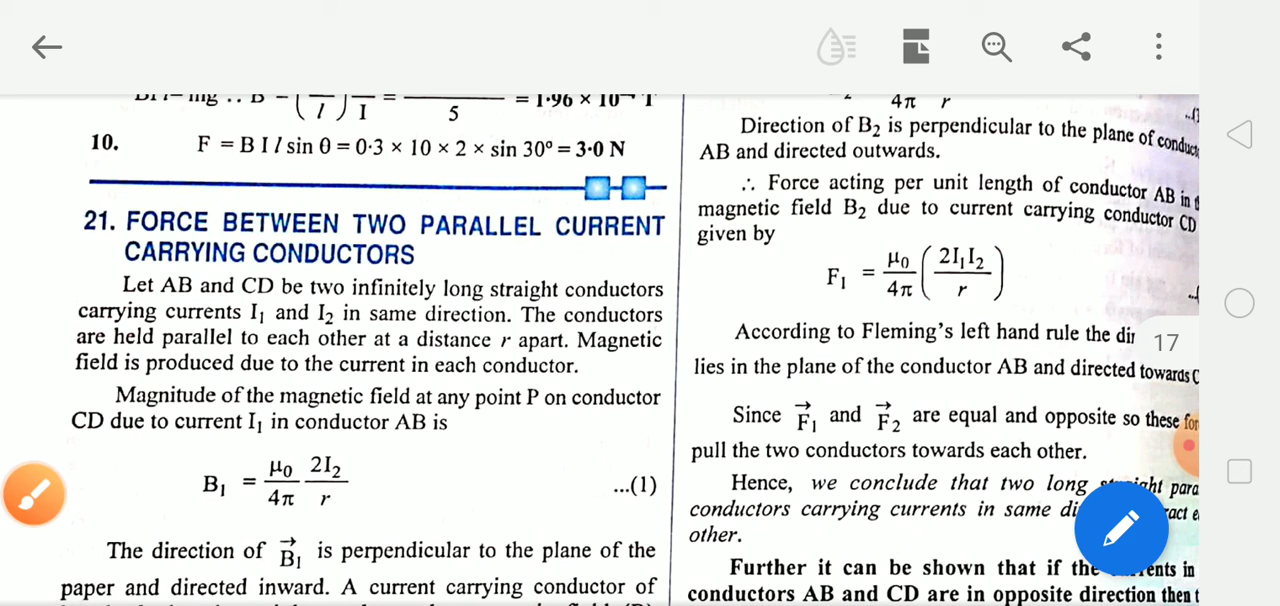 = 1·96 × 10
5
10. F = B I l sin θ = 0·3 × 10 × 2 × sin 30° = 3·0 N
21. FORCE BETWEEN TWO PARALLEL CURRENT
CARRYING CONDUCTORS
Let AB and CD be two infinitely long straight conductors
carrying currents I₁ and I₂ in same direction. The conductors
are held parallel to each other at a distance r apart. Magnetic
field is produced due to the current in each conductor.
Magnitude of the magnetic field at any point P on conductor
CD due to current I₁ in conductor AB is
B₁ = μ₀/4π 2I₂/r ...(1)
The direction of B⃗₁ is perpendicular to the plane of the
paper and directed inward. A current carrying conductor of
4π r
Direction of B₂ is perpendicular to the plane of
AB and directed outwards.
∴ Force acting per unit length of conductor AB in
magnetic field B₂ due to current carrying conductor CD
given by
F₁ = μ₀/4π (2I₁I₂/r)
According to Fleming's left hand rule the
lies in the plane of the conductor AB and directed towards
Since F⃗₁ and F⃗₂ are equal and opposite so these
pull the two conductors towards each other.
Hence, we conclude that two long
conductors carrying currents in same
other.
Further it can be shown that if the
conductors AB and CD are in opposite direction then
17